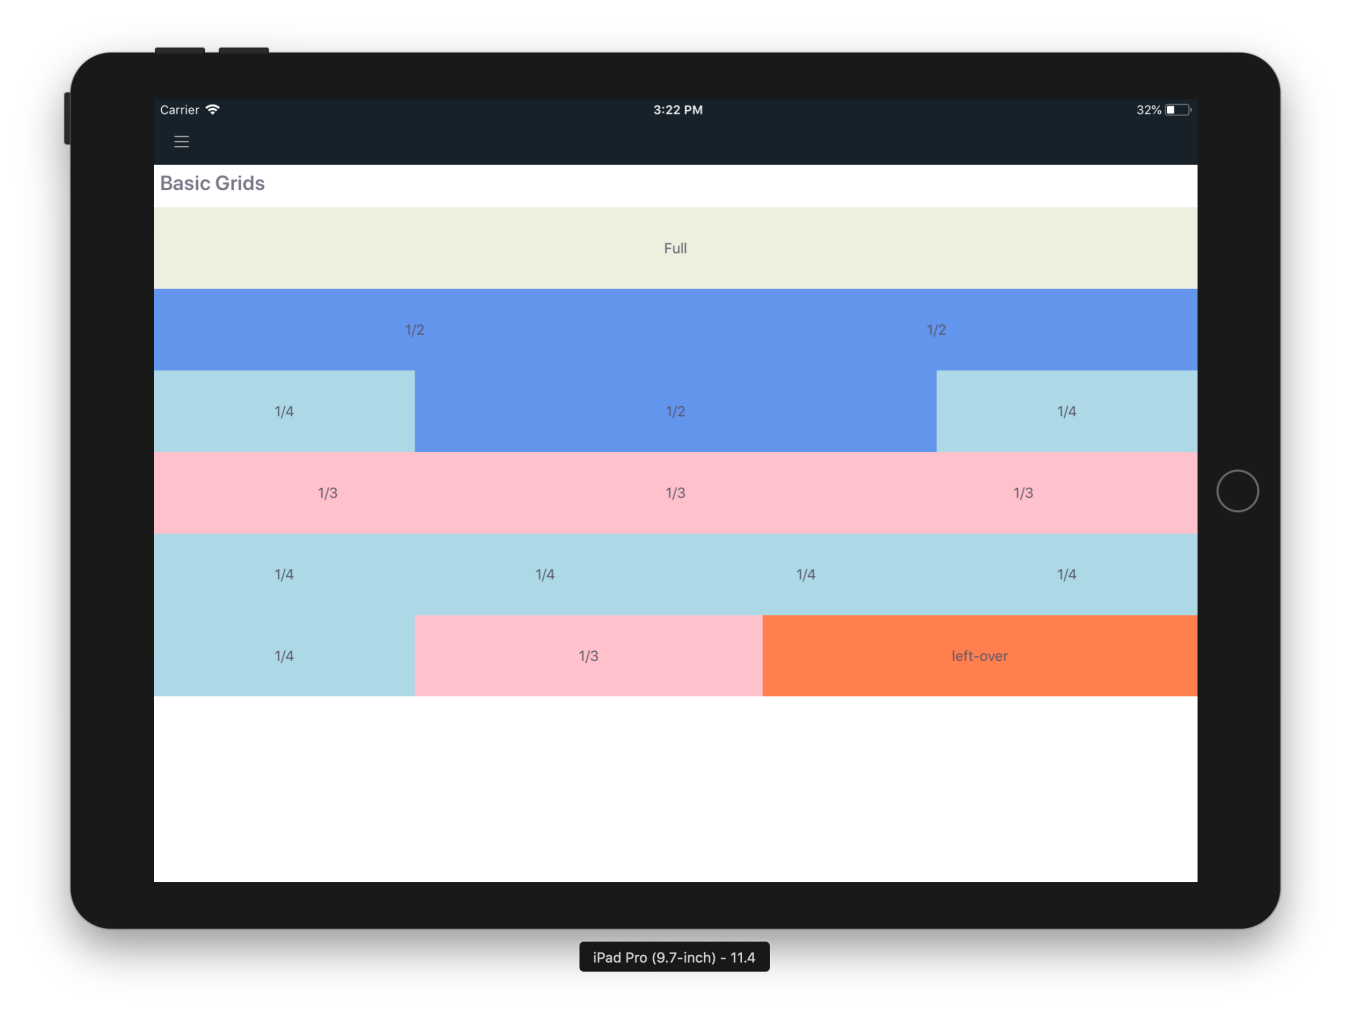 Carrier 3:22 PM 32%
Basic Grids
Full
1/2 1/2
1/4 1/2 1/4
1/3 1/3 1/3
1/4 1/4 1/4 1/4
1/4 1/3 left-over
iPad Pro (9.7-inch) - 11.4